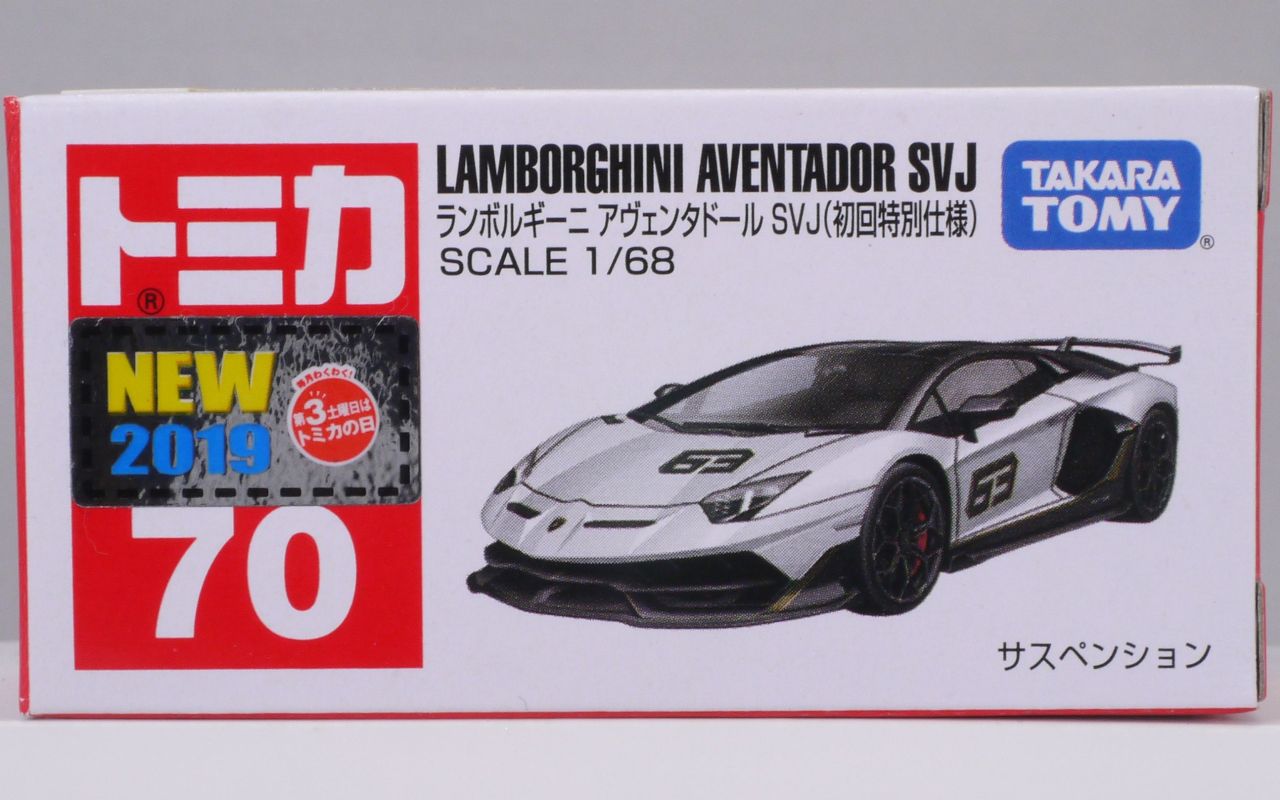 トミカ
®
NEW
2019
毎月わくわく!
第3土曜日は
トミカの日
70
LAMBORGHINI AVENTADOR SVJ
ランボルギーニ アヴェンタドール SVJ(初回特別仕様)
SCALE 1/68
TAKARA
TOMY
®
63
63
サスペンション